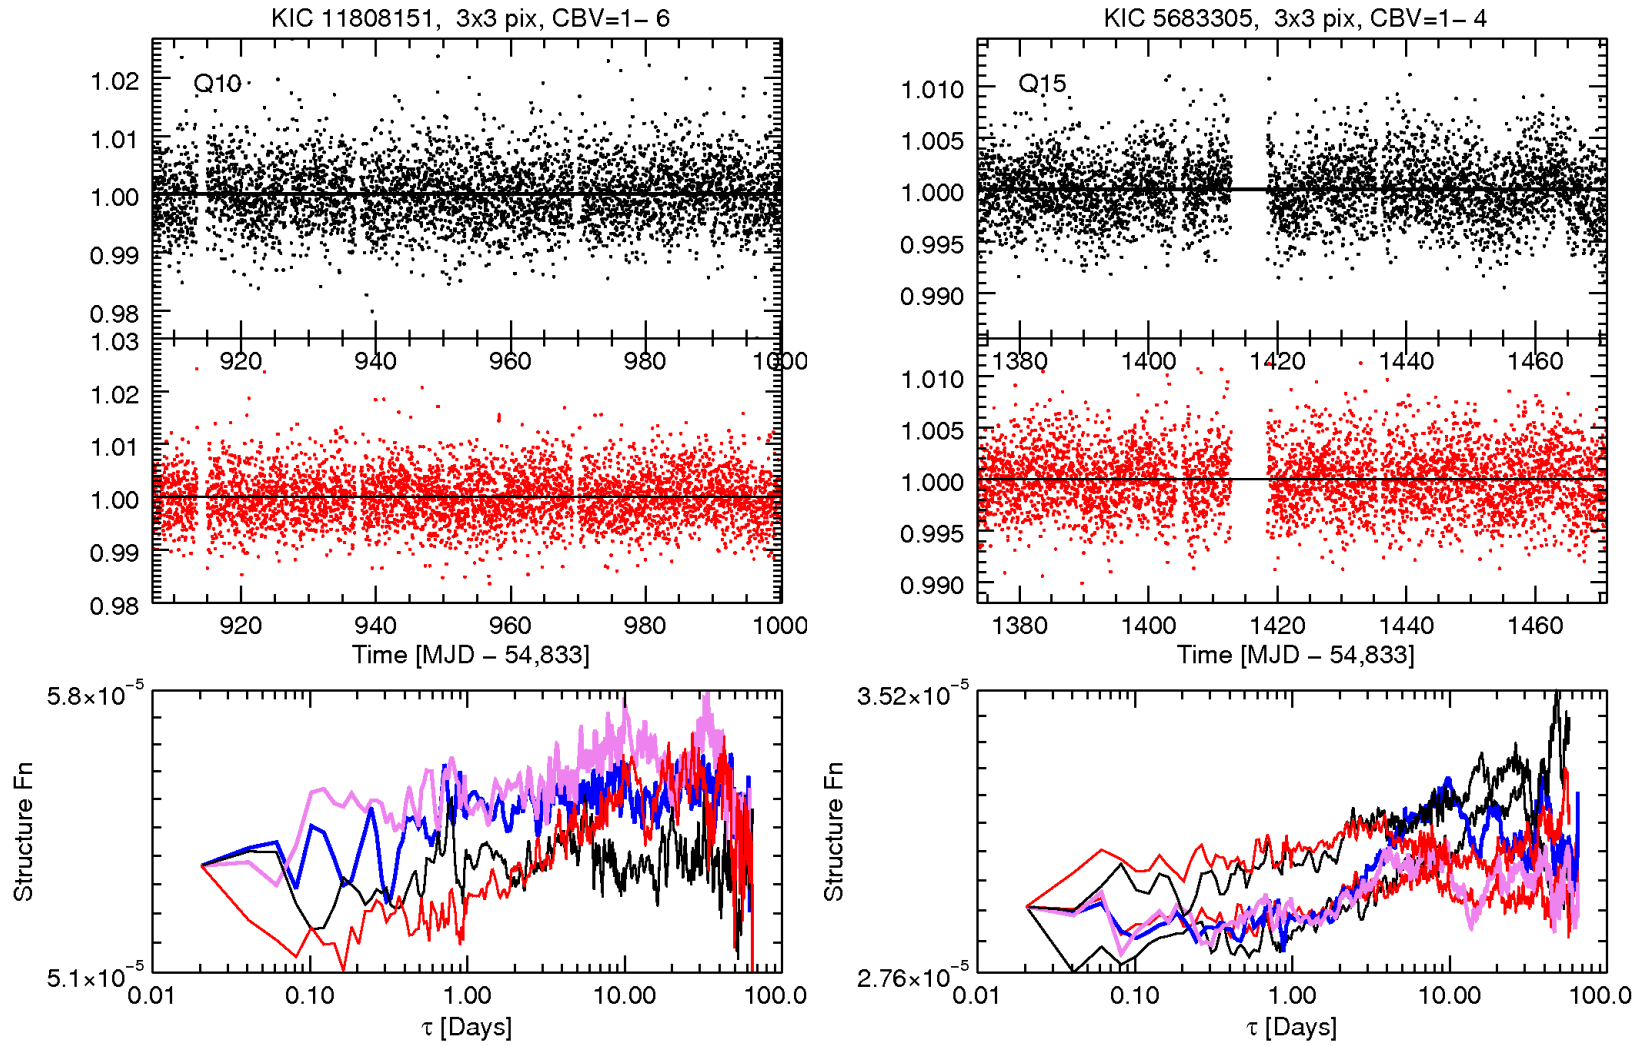 KIC 11808151, 3x3 pix, CBV=1– 6
Q10
1.02
1.01
1.00
0.99
0.98
920 940 960 980 1000
1.03
1.02
1.01
1.00
0.99
0.98
920 940 960 980 1000
Time [MJD – 54,833]
5.8×10⁻⁵
Structure Fn
5.1×10⁻⁵
0.01 0.10 1.00 10.00 100.0
τ [Days]
KIC 5683305, 3x3 pix, CBV=1– 4
Q15
1.010
1.005
1.000
0.995
0.990
1380 1400 1420 1440 1460
1.010
1.005
1.000
0.995
0.990
1380 1400 1420 1440 1460
Time [MJD – 54,833]
3.52×10⁻⁵
Structure Fn
2.76×10⁻⁵
0.01 0.10 1.00 10.00 100.0
τ [Days]